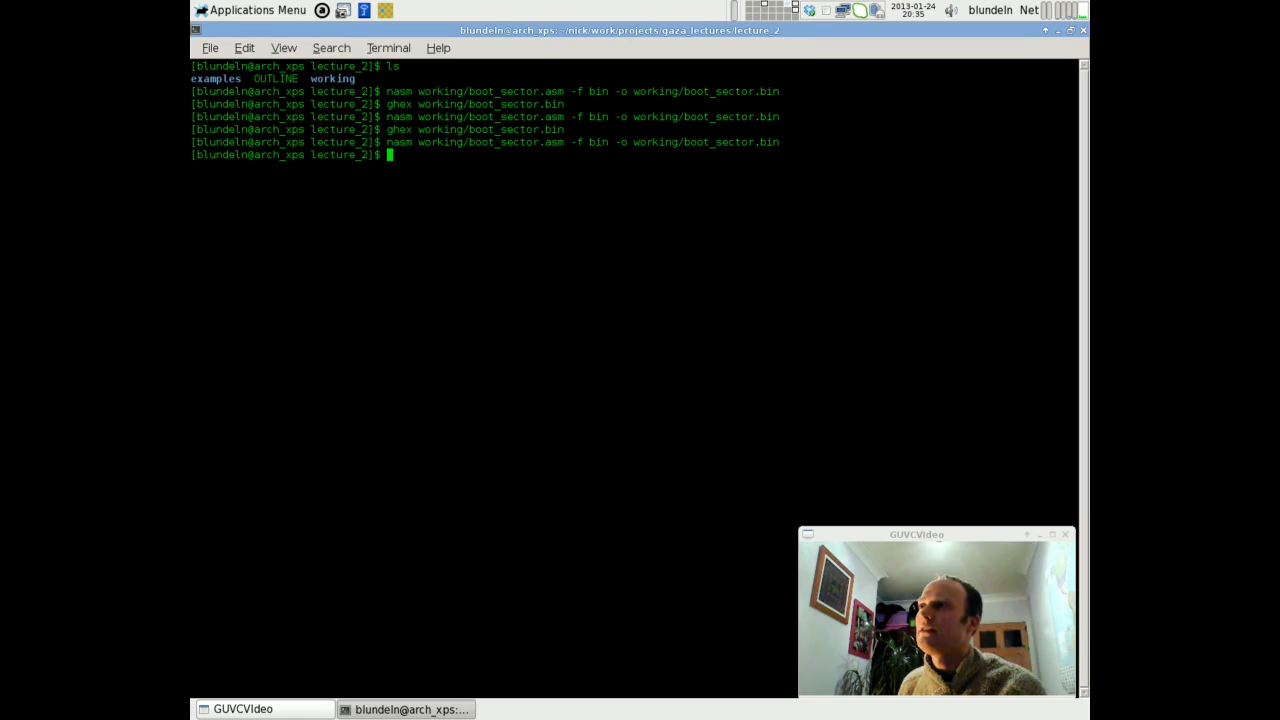 Applications Menu
2013-01-24
20:35
blundeln Net
blundeln@arch_xps:~/nick/work/projects/gaza_lectures/lecture_2
File Edit View Search Terminal Help
[blundeln@arch_xps lecture_2]$ ls
examples OUTLINE working
[blundeln@arch_xps lecture_2]$ nasm working/boot_sector.asm -f bin -o working/boot_sector.bin
[blundeln@arch_xps lecture_2]$ ghex working/boot_sector.bin
[blundeln@arch_xps lecture_2]$ nasm working/boot_sector.asm -f bin -o working/boot_sector.bin
[blundeln@arch_xps lecture_2]$ ghex working/boot_sector.bin
[blundeln@arch_xps lecture_2]$ nasm working/boot_sector.asm -f bin -o working/boot_sector.bin
[blundeln@arch_xps lecture_2]$
GUVCVideo
GUVCVideo
blundeln@arch_xps:...